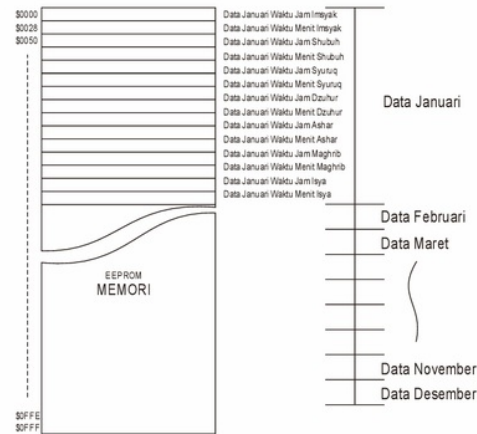 $0000 Data Januari Waktu Jam Imsyak
$0028 Data Januari Waktu Menit Imsyak
$0050 Data Januari Waktu Jam Shubuh
Data Januari Waktu Menit Shubuh
Data Januari Waktu Jam Syuruq
Data Januari Waktu Menit Syuruq
Data Januari Waktu Jam Dzuhur
Data Januari Waktu Menit Dzuhur
Data Januari Waktu Jam Ashar
Data Januari Waktu Menit Ashar
Data Januari Waktu Jam Maghrib
Data Januari Waktu Menit Maghrib
Data Januari Waktu Jam Isya
Data Januari Waktu Menit Isya
Data Januari
Data Februari
Data Maret
EEPROM
MEMORI
Data November
Data Desember
$0FFE
$0FFF